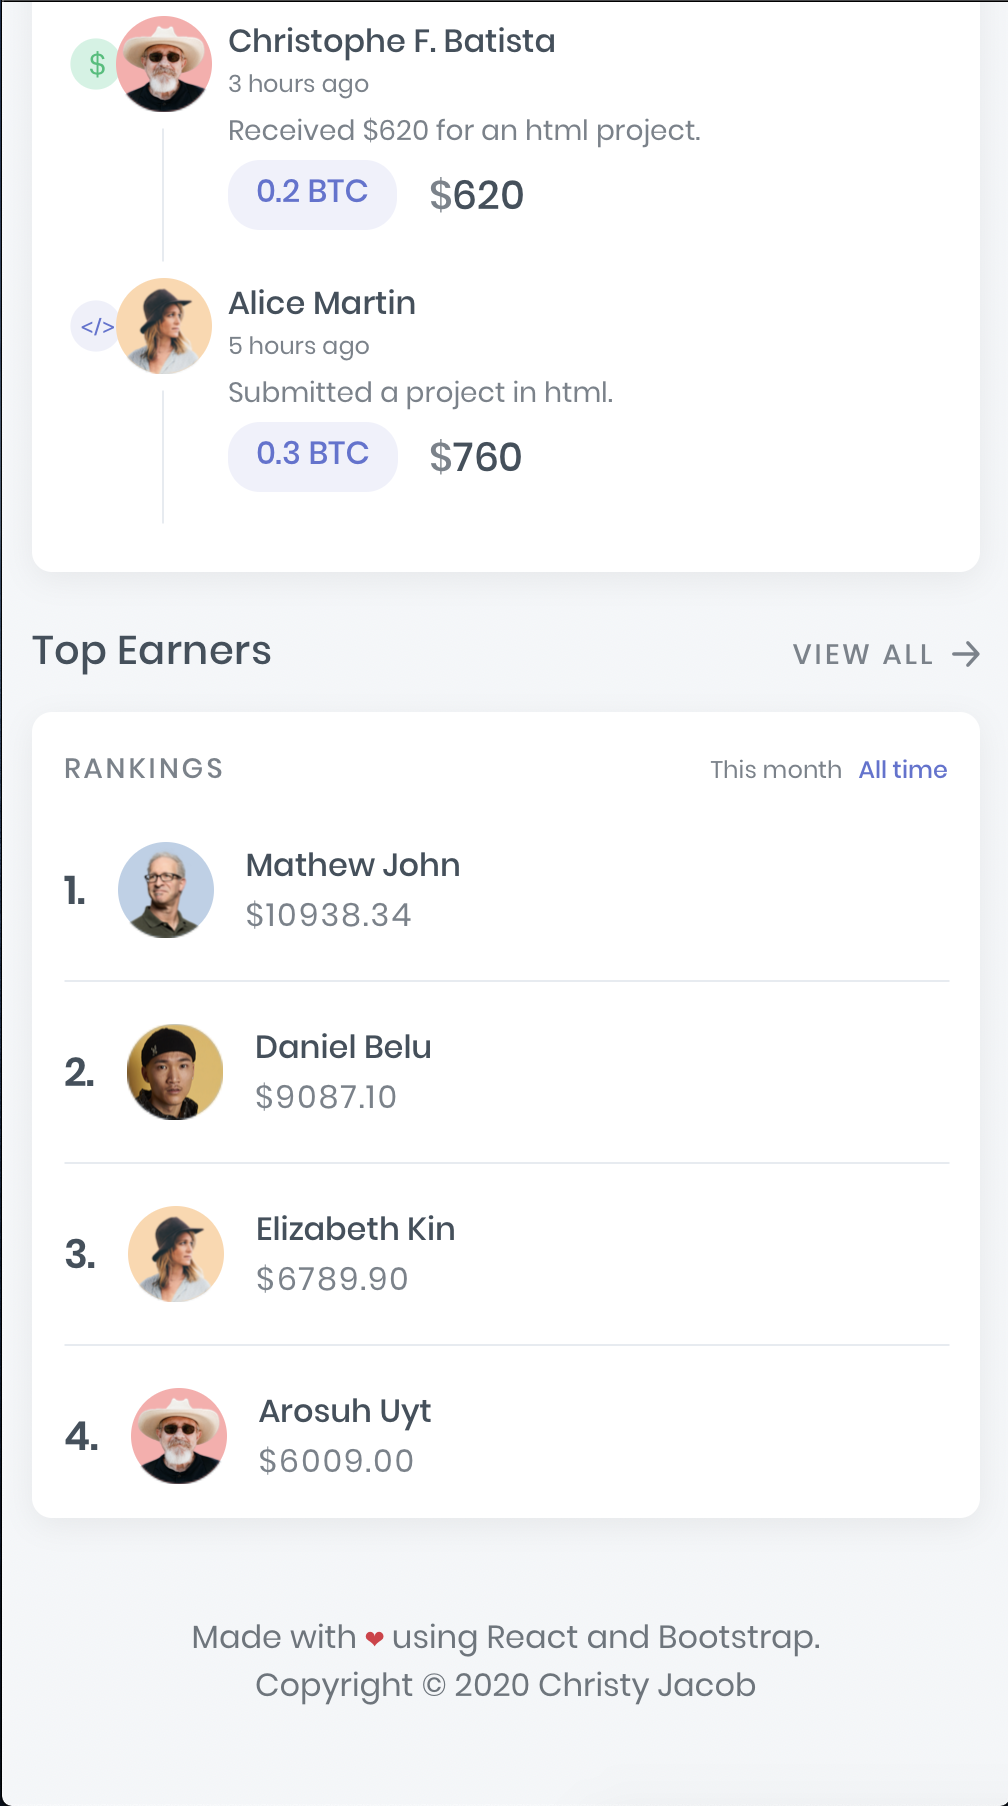 $
Christophe F. Batista
3 hours ago
Received $620 for an html project.
0.2 BTC $620
</>
Alice Martin
5 hours ago
Submitted a project in html.
0.3 BTC $760
Top Earners VIEW ALL →
RANKINGS This month All time
1. Mathew John
$10938.34
2. Daniel Belu
$9087.10
3. Elizabeth Kin
$6789.90
4. Arosuh Uyt
$6009.00
Made with ❤ using React and Bootstrap.
Copyright © 2020 Christy Jacob